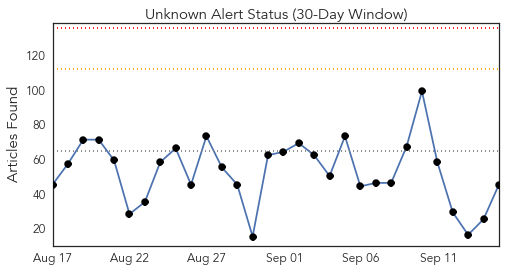 Unknown Alert Status (30-Day Window)
Articles Found
120
100
80
60
40
20
Aug 17 Aug 22 Aug 27 Sep 01 Sep 06 Sep 11